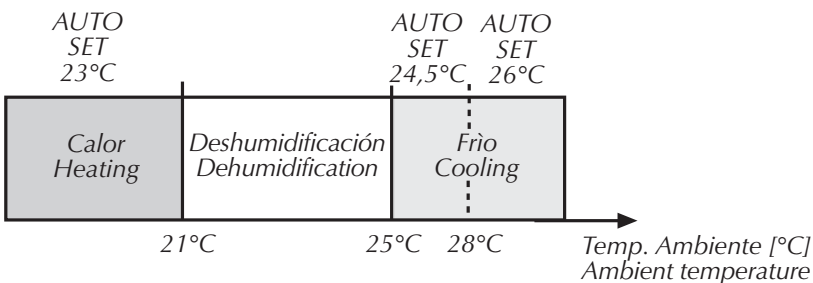 AUTO AUTO AUTO
SET SET SET
23°C 24,5°C 26°C
Calor Deshumidificación Frìo
Heating Dehumidification Cooling
21°C 25°C 28°C
Temp. Ambiente [°C]
Ambient temperature